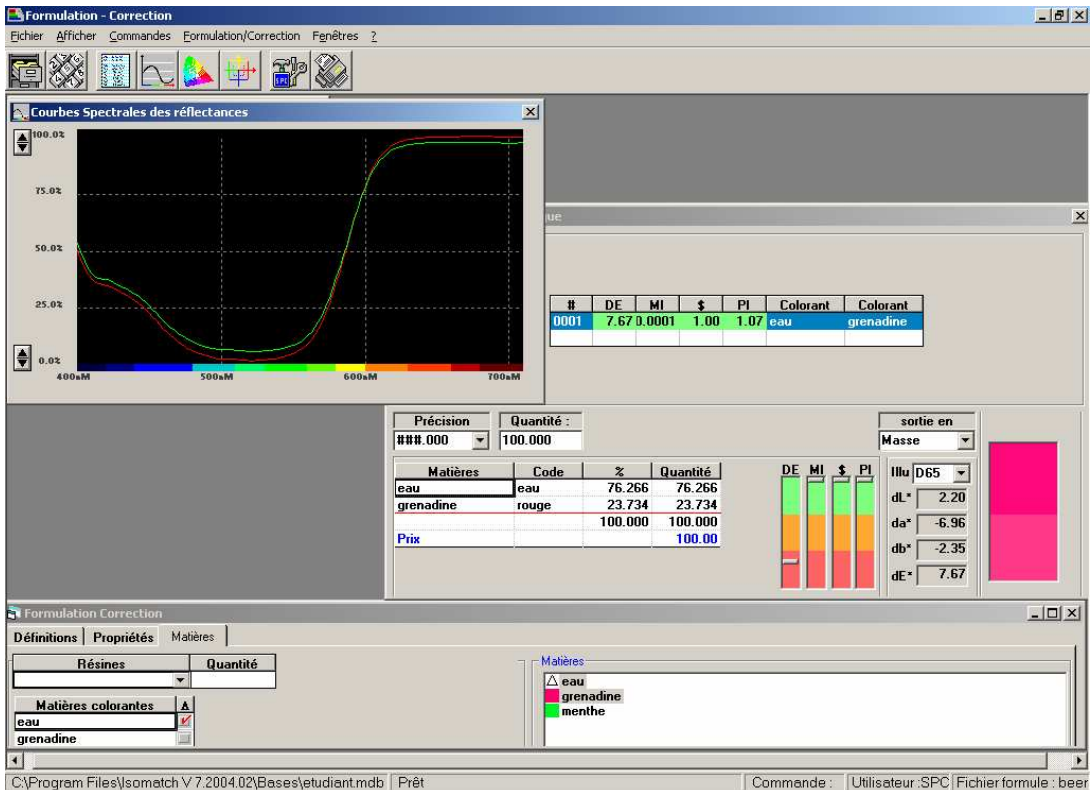 Formulation - Correction
Fichier Afficher Commandes Formulation/Correction Fenêtres ?
SPC
Courbes Spectrales des réflectances
100.0%
75.0%
50.0%
25.0%
0.0%
400nM 500nM 600nM 700nM
ue
# DE MI $ PI Colorant Colorant
0001 7.67 0.0001 1.00 1.07 eau grenadine
Précision Quantité : sortie en
###.000 100.000 Masse
Matières Code % Quantité
eau eau 76.266 76.266
grenadine rouge 23.734 23.734
100.000 100.000
Prix 100.00
DE MI $ PI
Illu D65
dL* 2.20
da* -6.96
db* -2.35
dE* 7.67
Formulation Correction
Définitions Propriétés Matières
Résines Quantité
Matières colorantes A
eau
grenadine
Matières
eau
grenadine
menthe
C:\Program Files\Isomatch V 7.2004.02\Bases\etudiant.mdb Prêt Commande : Utilisateur :SPC Fichier formule : beer